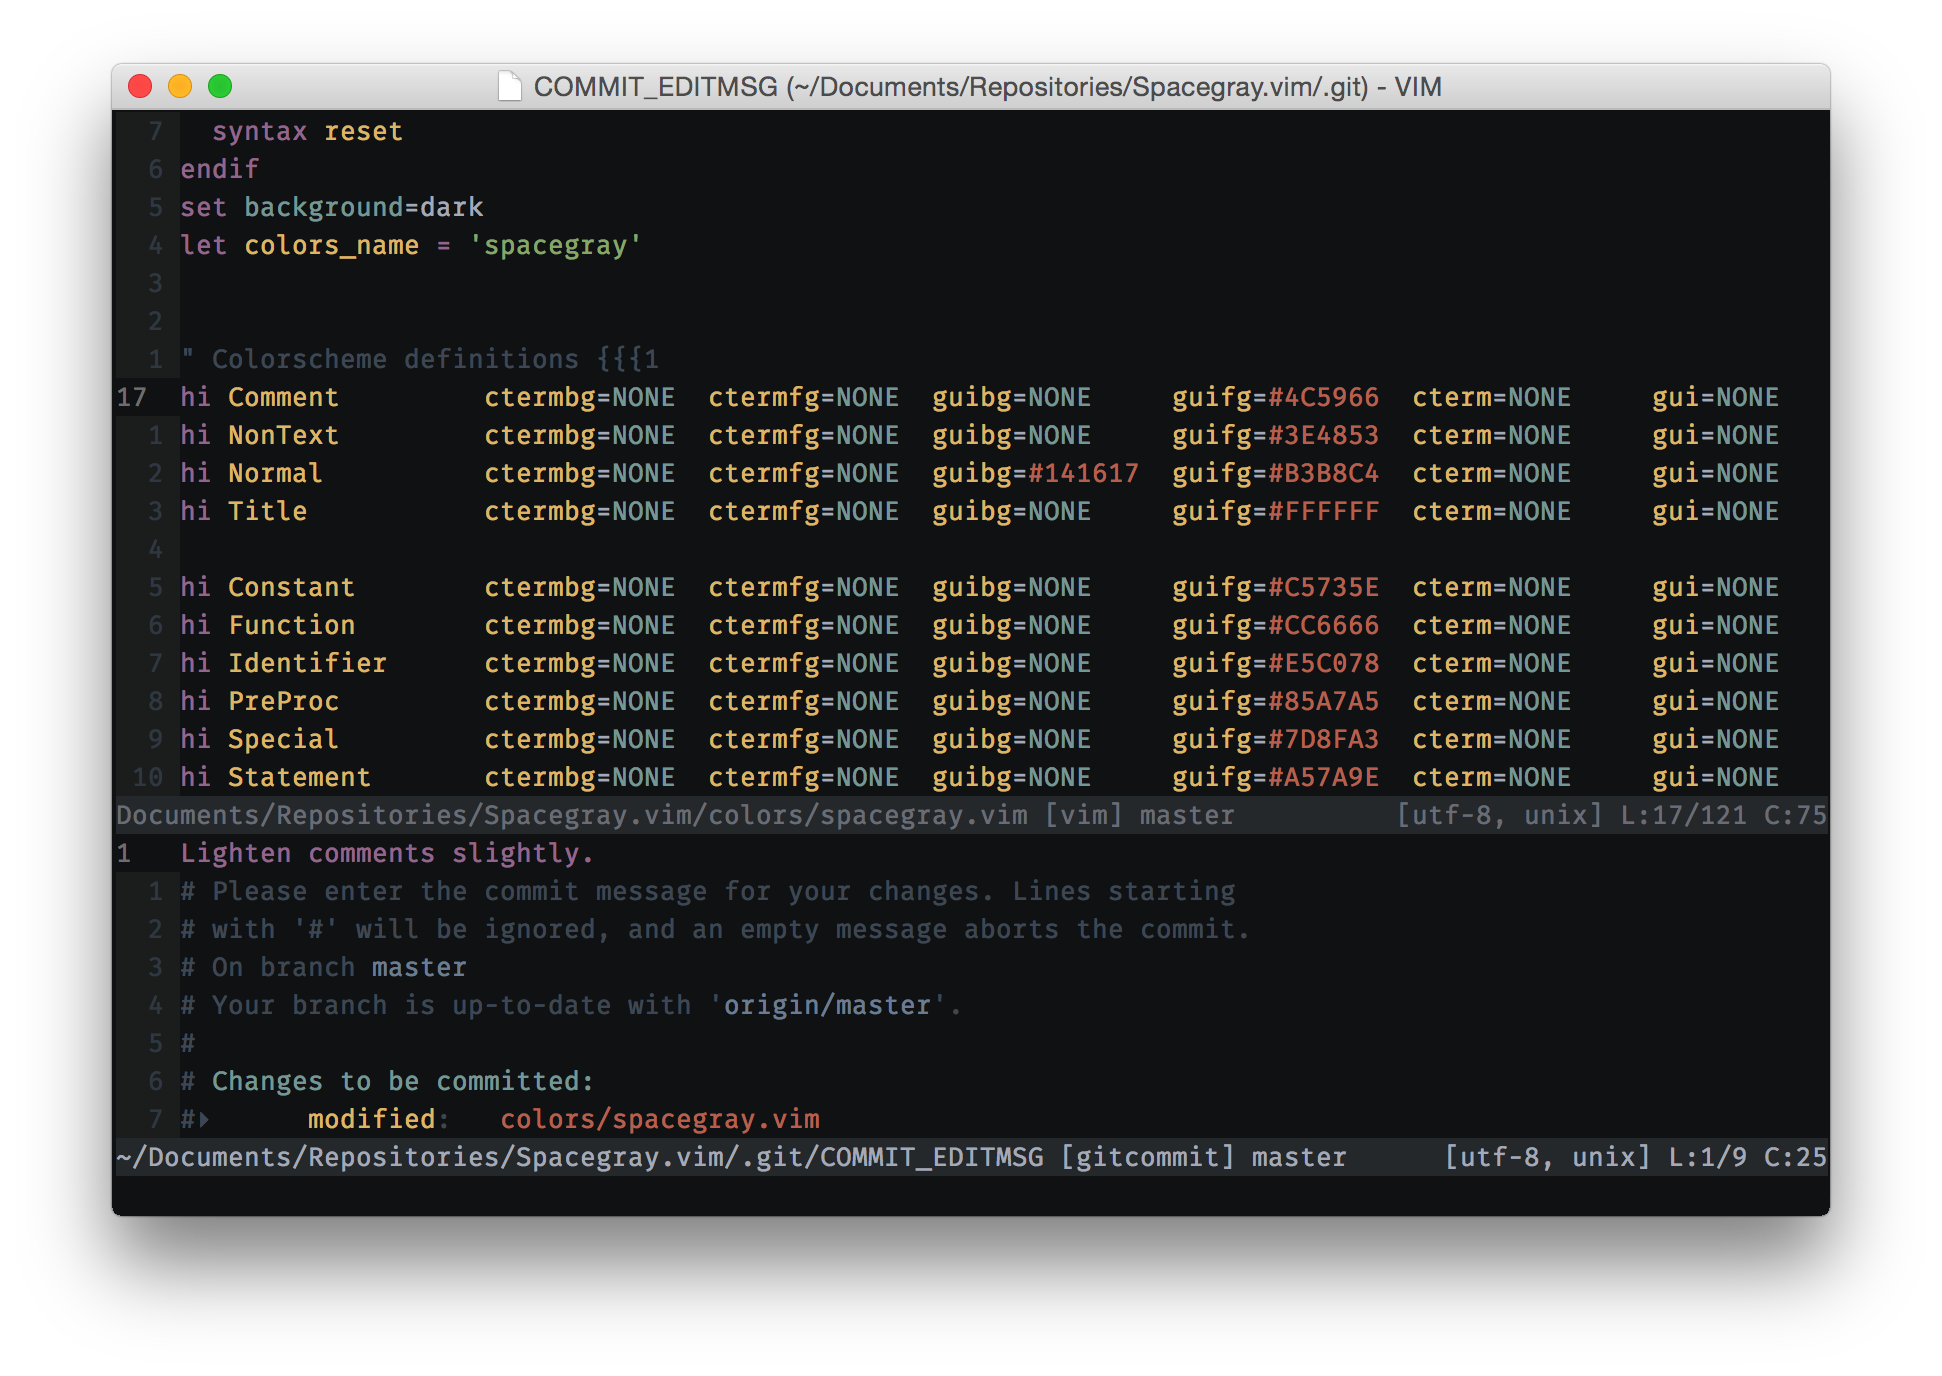 COMMIT_EDITMSG (~/Documents/Repositories/Spacegray.vim/.git) - VIM
7 syntax reset
6 endif
5 set background=dark
4 let colors_name = 'spacegray'
3
2
1 " Colorscheme definitions {{{1
17 hi Comment ctermbg=NONE ctermfg=NONE guibg=NONE guifg=#4C5966 cterm=NONE gui=NONE
1 hi NonText ctermbg=NONE ctermfg=NONE guibg=NONE guifg=#3E4853 cterm=NONE gui=NONE
2 hi Normal ctermbg=NONE ctermfg=NONE guibg=#141617 guifg=#B3B8C4 cterm=NONE gui=NONE
3 hi Title ctermbg=NONE ctermfg=NONE guibg=NONE guifg=#FFFFFF cterm=NONE gui=NONE
4
5 hi Constant ctermbg=NONE ctermfg=NONE guibg=NONE guifg=#C5735E cterm=NONE gui=NONE
6 hi Function ctermbg=NONE ctermfg=NONE guibg=NONE guifg=#CC6666 cterm=NONE gui=NONE
7 hi Identifier ctermbg=NONE ctermfg=NONE guibg=NONE guifg=#E5C078 cterm=NONE gui=NONE
8 hi PreProc ctermbg=NONE ctermfg=NONE guibg=NONE guifg=#85A7A5 cterm=NONE gui=NONE
9 hi Special ctermbg=NONE ctermfg=NONE guibg=NONE guifg=#7D8FA3 cterm=NONE gui=NONE
10 hi Statement ctermbg=NONE ctermfg=NONE guibg=NONE guifg=#A57A9E cterm=NONE gui=NONE
Documents/Repositories/Spacegray.vim/colors/spacegray.vim [vim] master [utf-8, unix] L:17/121 C:75
1 Lighten comments slightly.
1 # Please enter the commit message for your changes. Lines starting
2 # with '#' will be ignored, and an empty message aborts the commit.
3 # On branch master
4 # Your branch is up-to-date with 'origin/master'.
5 #
6 # Changes to be committed:
7 #▸ modified: colors/spacegray.vim
~/Documents/Repositories/Spacegray.vim/.git/COMMIT_EDITMSG [gitcommit] master [utf-8, unix] L:1/9 C:25